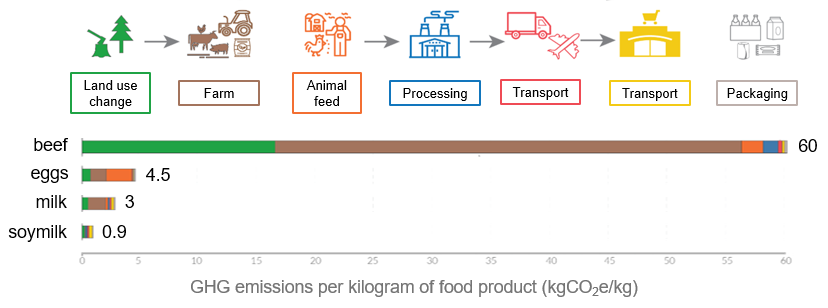 Land use
change
Farm
Animal
feed
Processing
Transport
Transport
Packaging
beef
60
eggs
4.5
milk
3
soymilk
0.9
0
5
10
15
20
25
30
35
40
45
50
55
60
GHG emissions per kilogram of food product (kgCO₂e/kg)